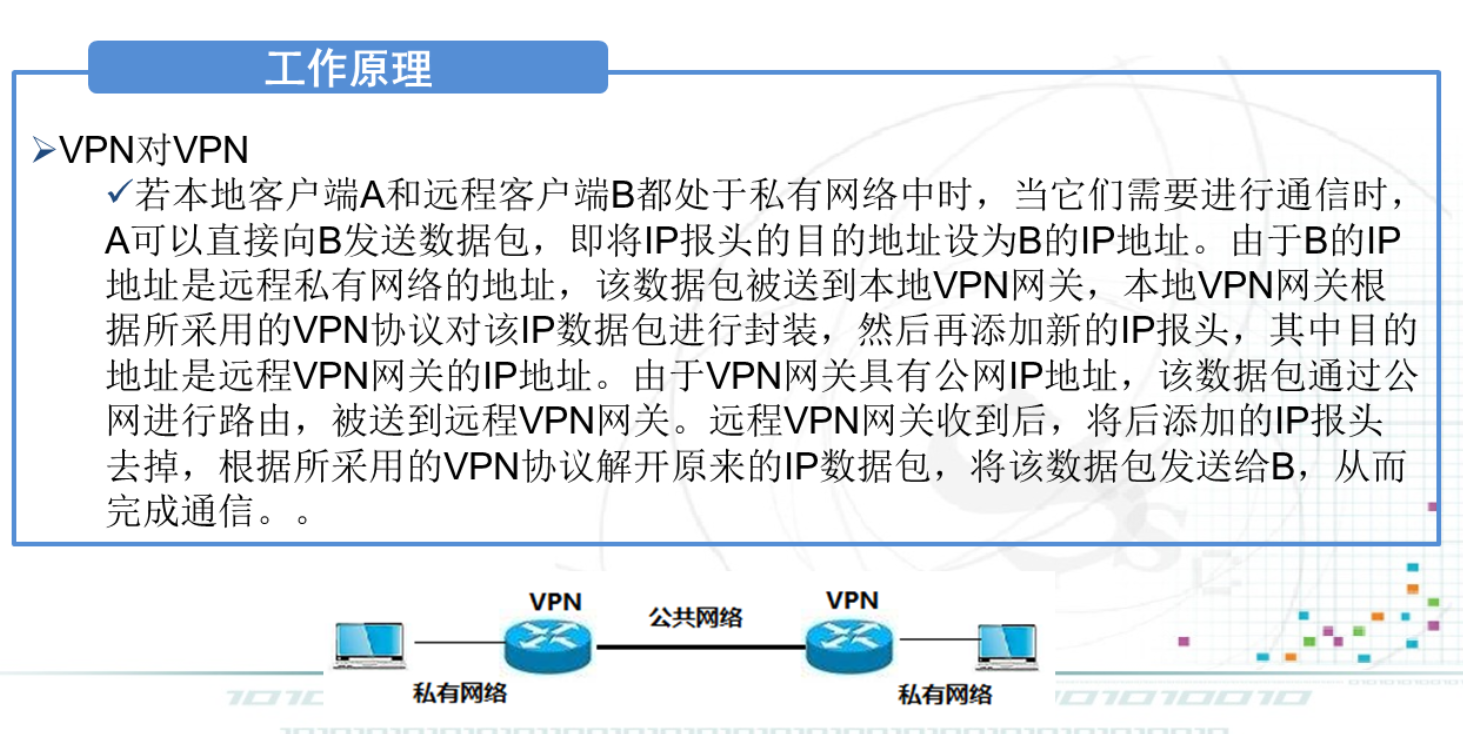 工作原理
➢VPN对VPN
✓若本地客户端A和远程客户端B都处于私有网络中时，当它们需要进行通信时，
A可以直接向B发送数据包，即将IP报头的目的地址设为B的IP地址。由于B的IP
地址是远程私有网络的地址，该数据包被送到本地VPN网关，本地VPN网关根
据所采用的VPN协议对该IP数据包进行封装，然后再添加新的IP报头，其中目的
地址是远程VPN网关的IP地址。由于VPN网关具有公网IP地址，该数据包通过公
网进行路由，被送到远程VPN网关。远程VPN网关收到后，将后添加的IP报头
去掉，根据所采用的VPN协议解开原来的IP数据包，将该数据包发送给B，从而
完成通信。。
VPN 公共网络 VPN
私有网络 私有网络